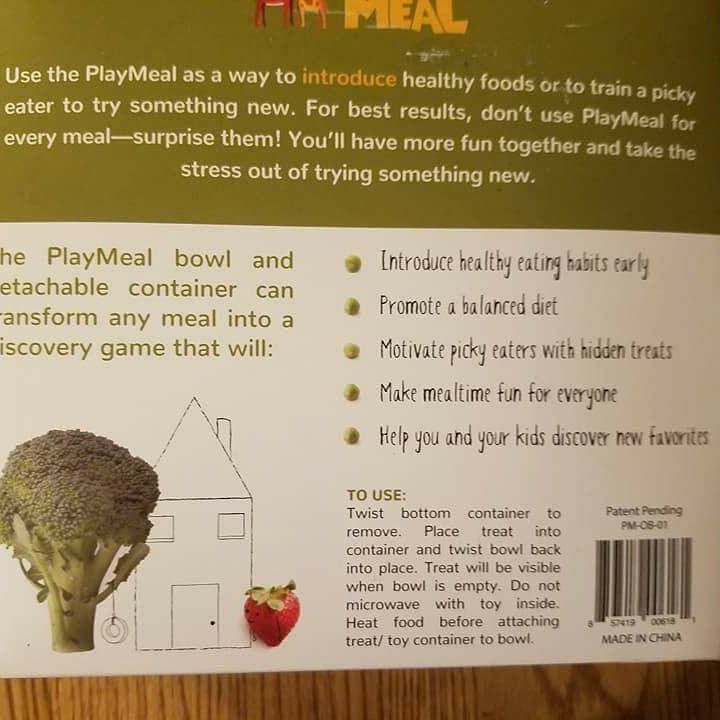 MEAL
Use the PlayMeal as a way to introduce healthy foods or to train a picky
eater to try something new. For best results, don't use PlayMeal for
every meal—surprise them! You'll have more fun together and take the
stress out of trying something new.
he PlayMeal bowl and
etachable container can
ransform any meal into a
iscovery game that will:
Introduce healthy eating habits early
Promote a balanced diet
Motivate picky eaters with hidden treats
Make mealtime fun for everyone
Help you and your kids discover new favorites
TO USE:
Twist bottom container to
remove. Place treat into
container and twist bowl back
into place. Treat will be visible
when bowl is empty. Do not
microwave with toy inside.
Heat food before attaching
treat/ toy container to bowl.
Patent Pending
PM-OB-01
8 57419 00618 1
MADE IN CHINA